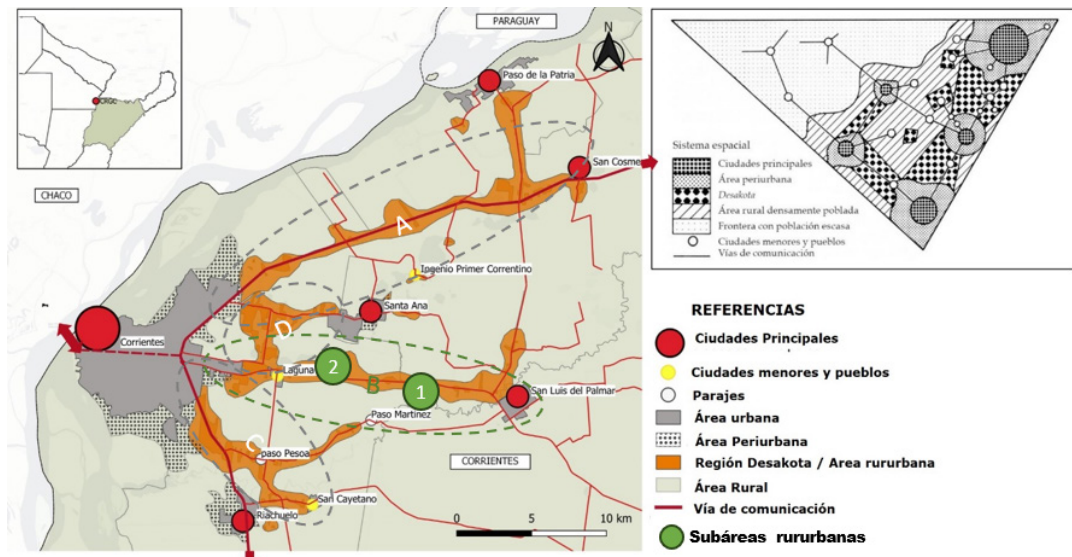 PARAGUAY
N
CRGC
Paso de la Patria
San Cosme
CHACO
A
Ingenio Primer Correntino
Santa Ana
Corrientes
D
Laguna
2
B
1
San Luis del Palmar
Paso Martinez
C
paso Pesoa
CORRIENTES
San Cayetano
Riachuelo
0 5 10 km
Sistema espacial
Ciudades principales
Área periurbana
Desakota
Área rural densamente poblada
Frontera con población escasa
Ciudades menores y pueblos
Vías de comunicación
REFERENCIAS
Ciudades Principales
Ciudades menores y pueblos
Parajes
Área urbana
Área Periurbana
Región Desakota / Area rururbana
Área Rural
Vía de comunicación
Subáreas rururbanas